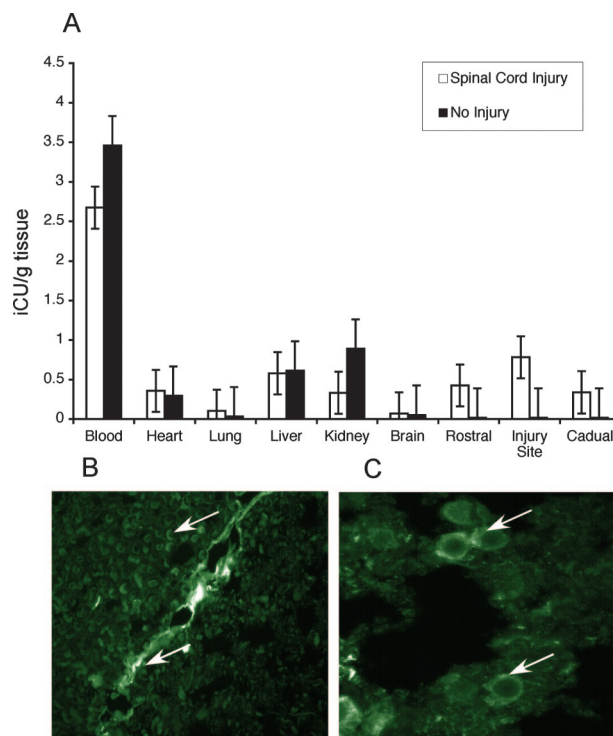 A
4.5
4
3.5
3
2.5
2
1.5
1
0.5
0
iCU/g tissue
Spinal Cord Injury
No Injury
Blood Heart Lung Liver Kidney Brain Rostral Injury Cadual
Site
B C